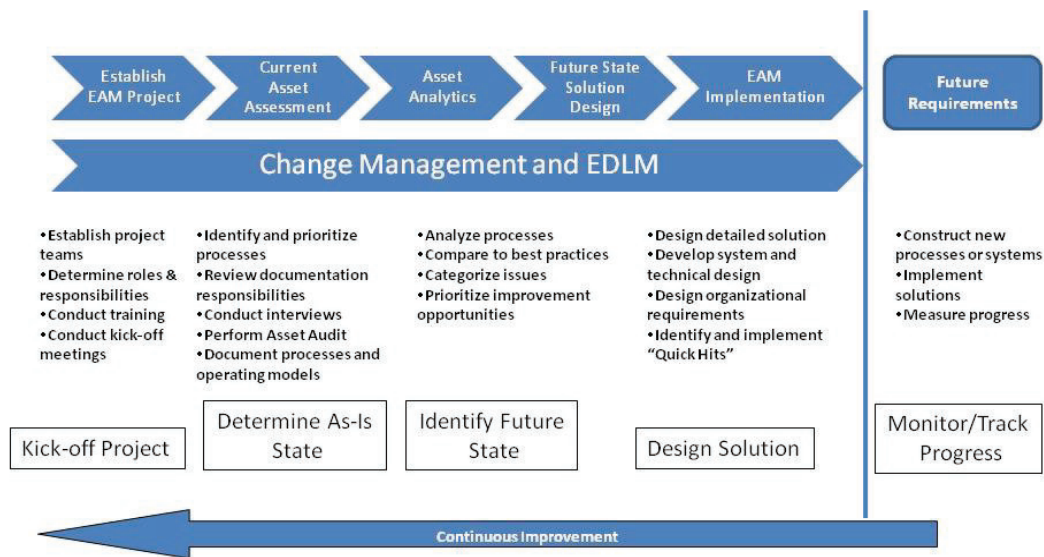 Establish
EAM Project
Current
Asset
Assessment
Asset
Analytics
Future State
Solution
Design
EAM
Implementation
Future
Requirements
Change Management and EDLM
•Establish project
teams
•Determine roles &
responsibilities
•Conduct training
•Conduct kick-off
meetings
•Identify and prioritize
processes
•Review documentation
responsibilities
•Conduct interviews
•Perform Asset Audit
•Document processes and
operating models
•Analyze processes
•Compare to best practices
•Categorize issues
•Prioritize improvement
opportunities
•Design detailed solution
•Develop system and
technical design
•Design organizational
requirements
•Identify and implement
“Quick Hits”
•Construct new
processes or systems
•Implement
solutions
•Measure progress
Kick-off Project
Determine As-Is
State
Identify Future
State
Design Solution
Monitor/Track
Progress
Continuous Improvement